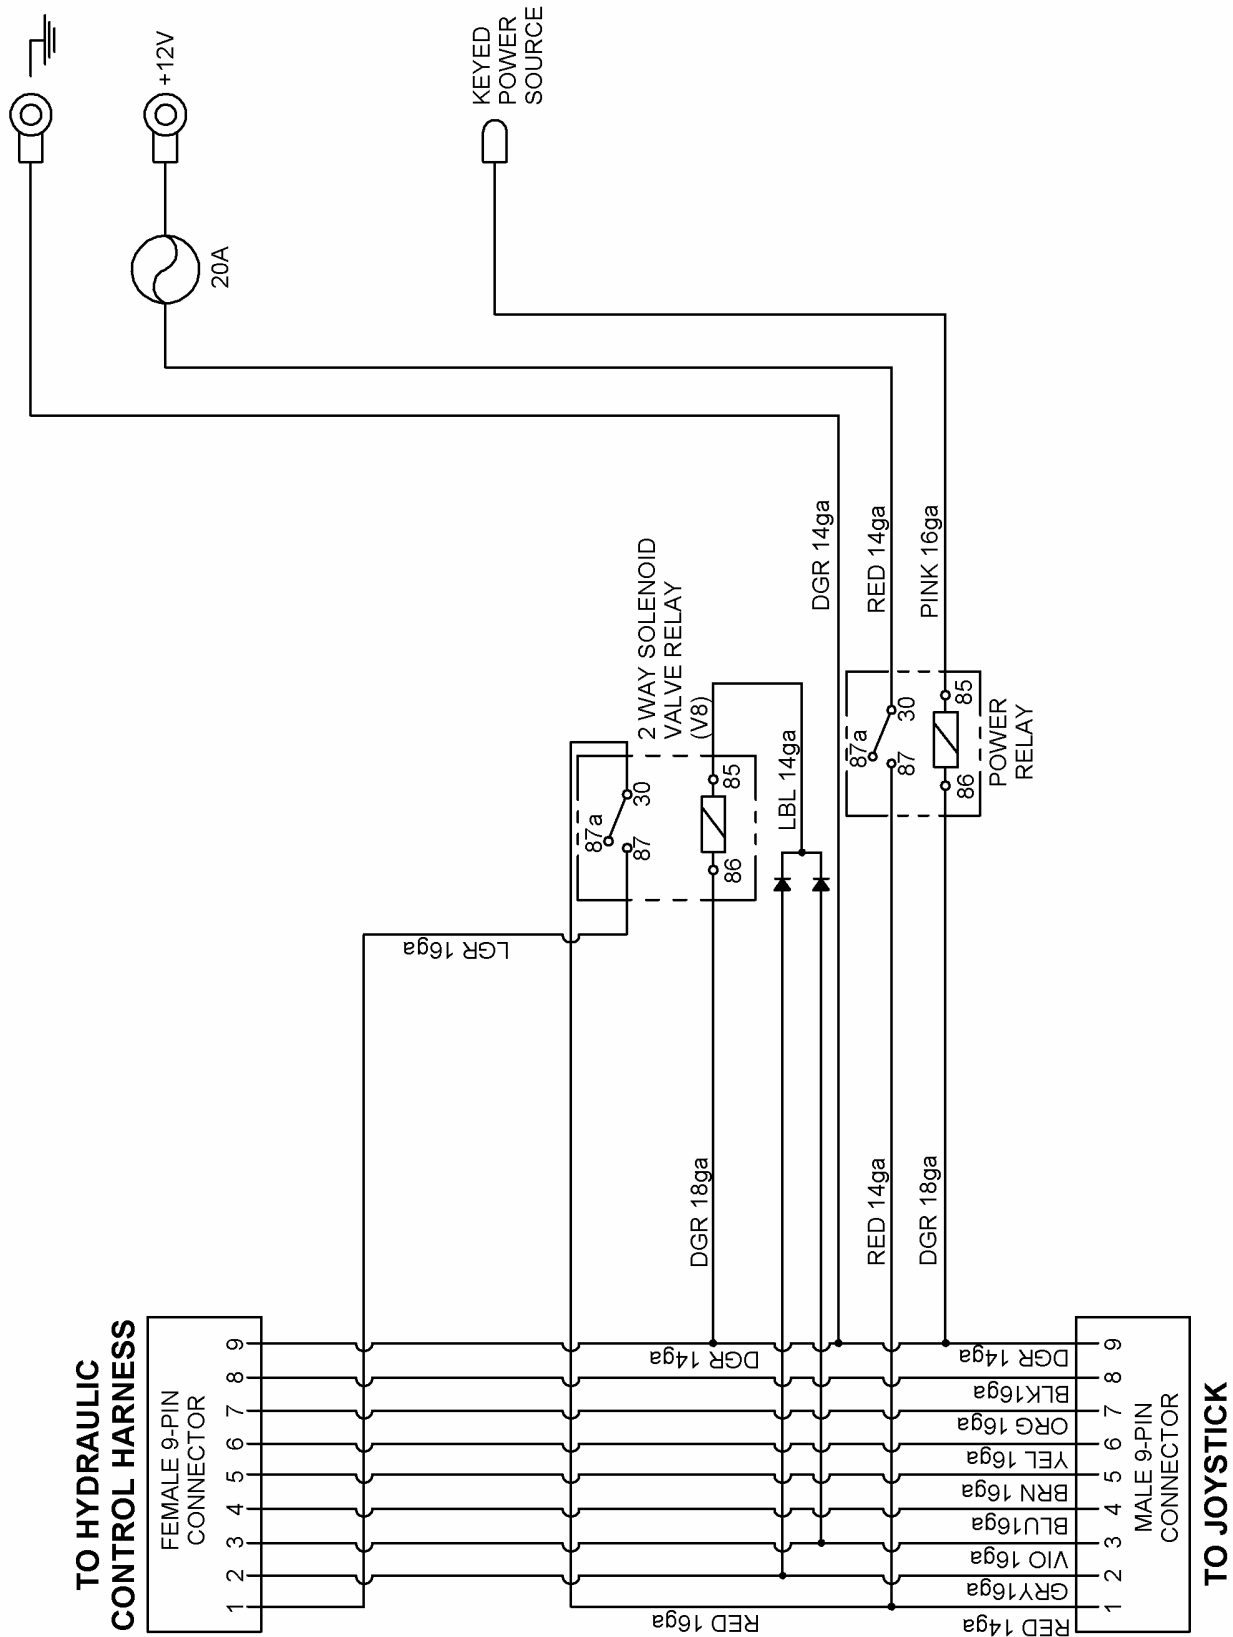 TO HYDRAULIC
CONTROL HARNESS
FEMALE 9-PIN
CONNECTOR
1 2 3 4 5 6 7 8 9
+12V
20A
KEYED
POWER
SOURCE
LGR 16ga
2 WAY SOLENOID
VALVE RELAY
(V8)
87a
30
87
85
86
LBL 14ga
DGR 14ga
RED 14ga
PINK 16ga
87a
30
87
85
86
POWER
RELAY
DGR 18ga
RED 14ga
DGR 18ga
DGR 14ga
RED 16ga
DGR 14ga
BLK16ga
ORG 16ga
YEL 16ga
BRN 16ga
BLU16ga
VIO 16ga
GRY16ga
RED 14ga
1 2 3 4 5 6 7 8 9
MALE 9-PIN
CONNECTOR
TO JOYSTICK